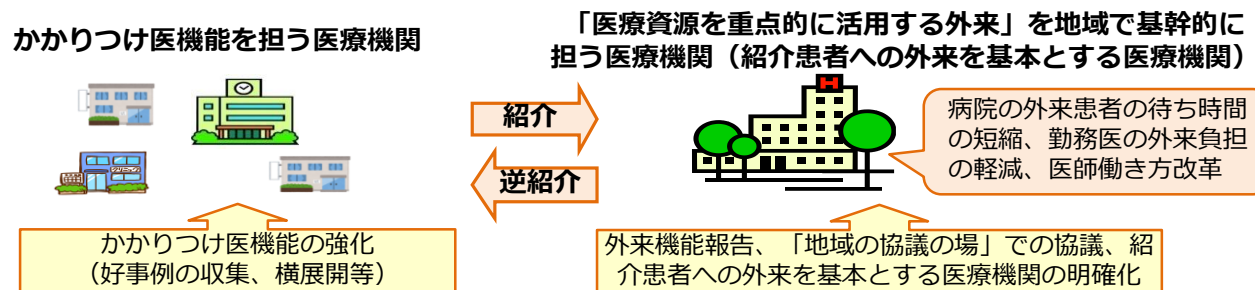 かかりつけ医機能を担う医療機関
「医療資源を重点的に活用する外来」を地域で基幹的に
担う医療機関（紹介患者への外来を基本とする医療機関）
紹介
逆紹介
病院の外来患者の待ち時間
の短縮、勤務医の外来負担
の軽減、医師働き方改革
かかりつけ医機能の強化
（好事例の収集、横展開等）
外来機能報告、「地域の協議の場」での協議、紹
介患者への外来を基本とする医療機関の明確化
H